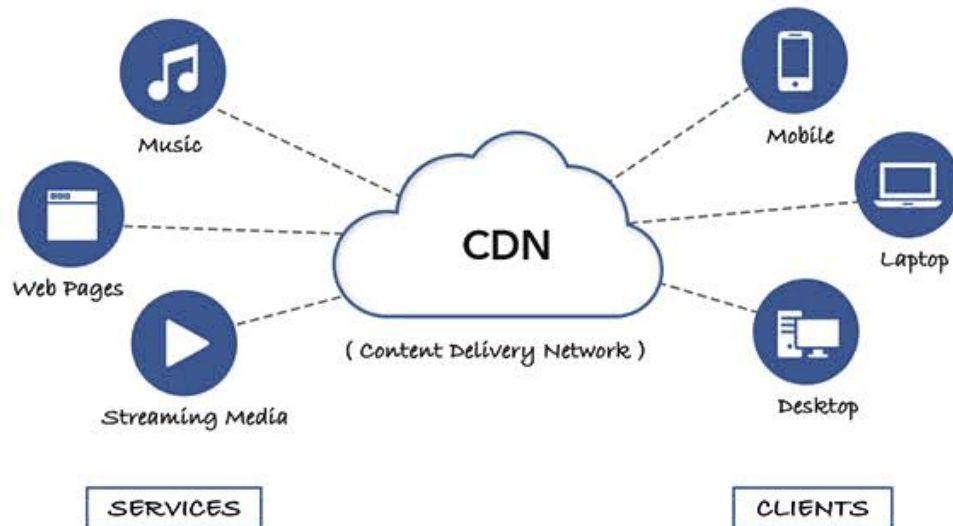 Music
Mobile
Web Pages
CDN
Laptop
( Content Delivery Network )
Streaming Media
Desktop
SERVICES
CLIENTS